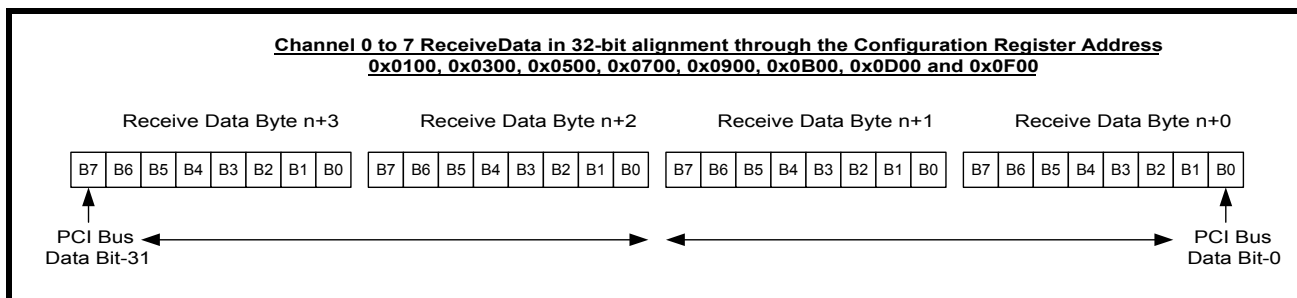 Channel 0 to 7 ReceiveData in 32-bit alignment through the Configuration Register Address
0x0100, 0x0300, 0x0500, 0x0700, 0x0900, 0x0B00, 0x0D00 and 0x0F00
Receive Data Byte n+3 Receive Data Byte n+2 Receive Data Byte n+1 Receive Data Byte n+0
B7 B6 B5 B4 B3 B2 B1 B0 B7 B6 B5 B4 B3 B2 B1 B0 B7 B6 B5 B4 B3 B2 B1 B0 B7 B6 B5 B4 B3 B2 B1 B0
PCI Bus
Data Bit-31
PCI Bus
Data Bit-0